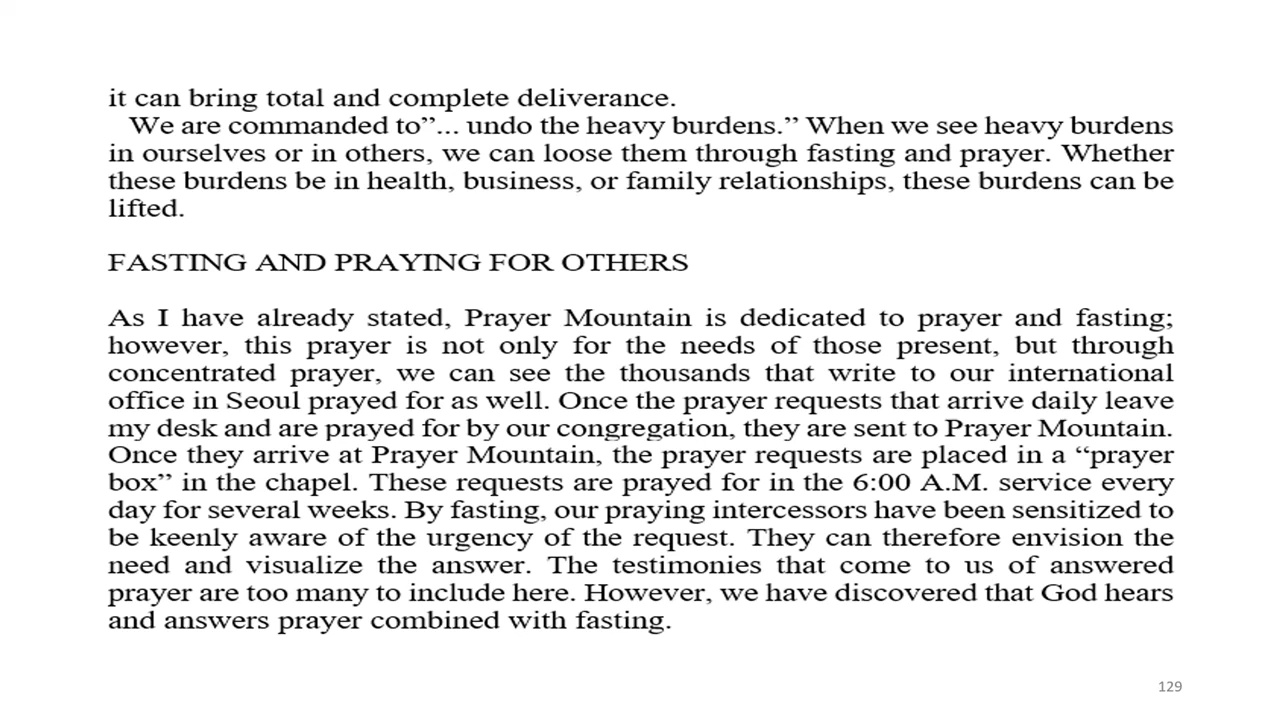 it can bring total and complete deliverance.
We are commanded to”... undo the heavy burdens.” When we see heavy burdens
in ourselves or in others, we can loose them through fasting and prayer. Whether
these burdens be in health, business, or family relationships, these burdens can be
lifted.
FASTING AND PRAYING FOR OTHERS
As I have already stated, Prayer Mountain is dedicated to prayer and fasting;
however, this prayer is not only for the needs of those present, but through
concentrated prayer, we can see the thousands that write to our international
office in Seoul prayed for as well. Once the prayer requests that arrive daily leave
my desk and are prayed for by our congregation, they are sent to Prayer Mountain.
Once they arrive at Prayer Mountain, the prayer requests are placed in a “prayer
box” in the chapel. These requests are prayed for in the 6:00 A.M. service every
day for several weeks. By fasting, our praying intercessors have been sensitized to
be keenly aware of the urgency of the request. They can therefore envision the
need and visualize the answer. The testimonies that come to us of answered
prayer are too many to include here. However, we have discovered that God hears
and answers prayer combined with fasting.
129